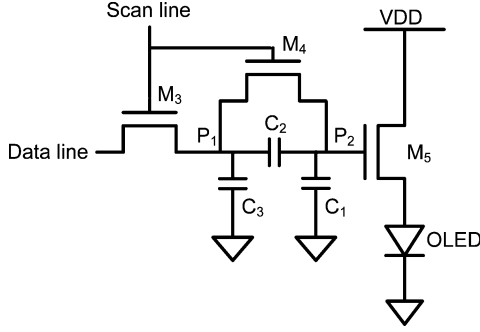 Scan line
VDD
M4
M3
C2
P1
P2
Data line
M5
C3
C1
OLED